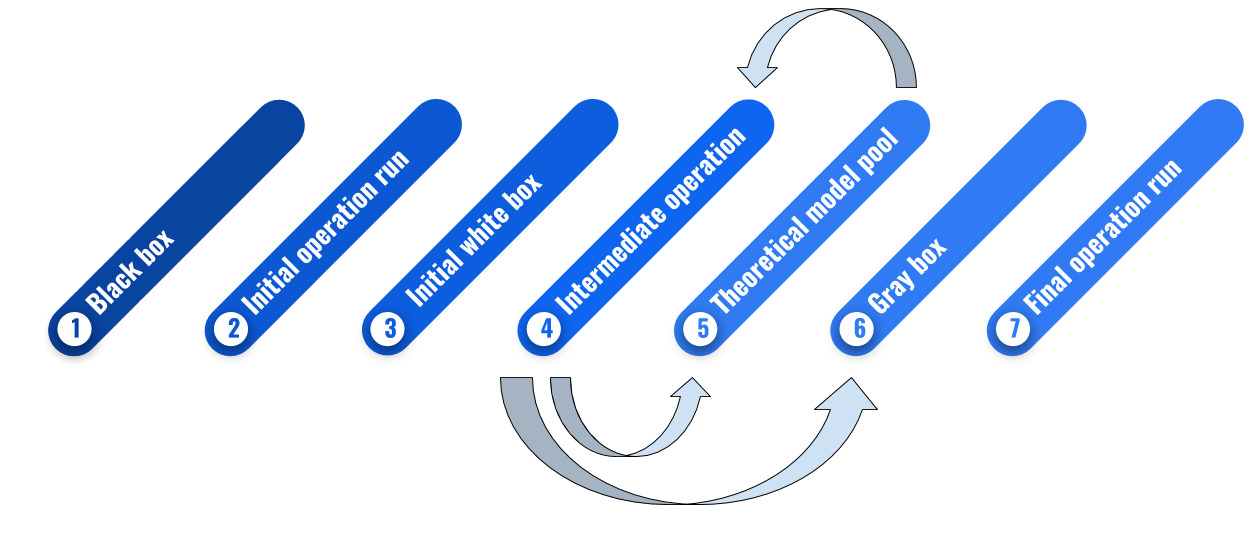 1 Black box
2 Initial operation run
3 Initial white box
4 Intermediate operation
5 Theoretical model pool
6 Gray box
7 Final operation run